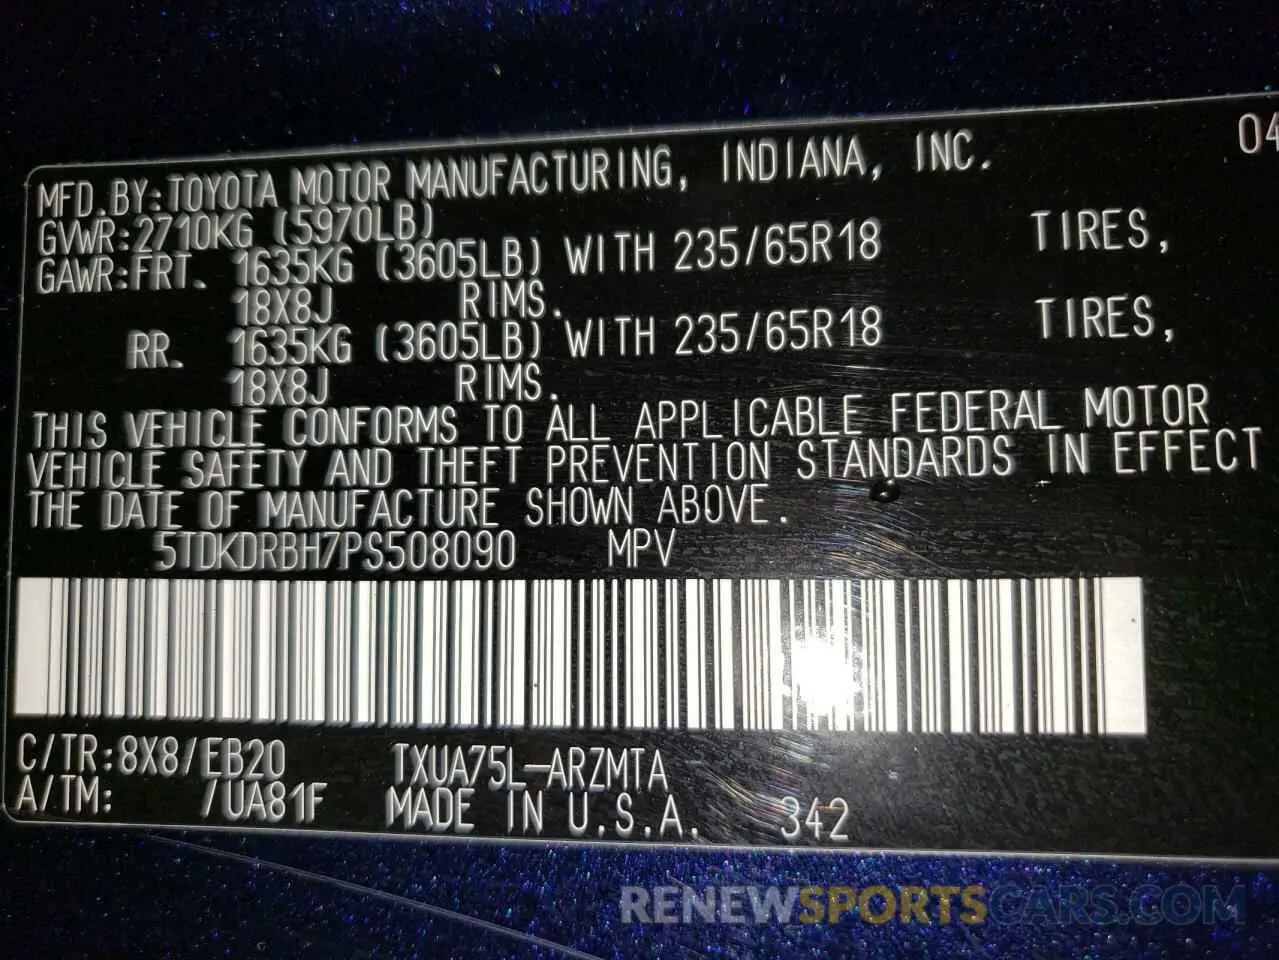 04
MFD.BY:TOYOTA MOTOR MANUFACTURING, INDIANA, INC.
GVWR:2710KG (5970LB)
GAWR:FRT. 1635KG (3605LB) WITH 235/65R18 TIRES,
18X8J RIMS.
RR. 1635KG (3605LB) WITH 235/65R18 TIRES,
18X8J RIMS.
THIS VEHICLE CONFORMS TO ALL APPLICABLE FEDERAL MOTOR
VEHICLE SAFETY AND THEFT PREVENTION STANDARDS IN EFFECT
THE DATE OF MANUFACTURE SHOWN ABOVE.
5TDKDRBH7PS508090 MPV
C/TR:8X8/EB20 TXUA75L-ARZMTA
A/TM: /UA81F MADE IN U.S.A. 342
RENEWSPORTSCARS.COM